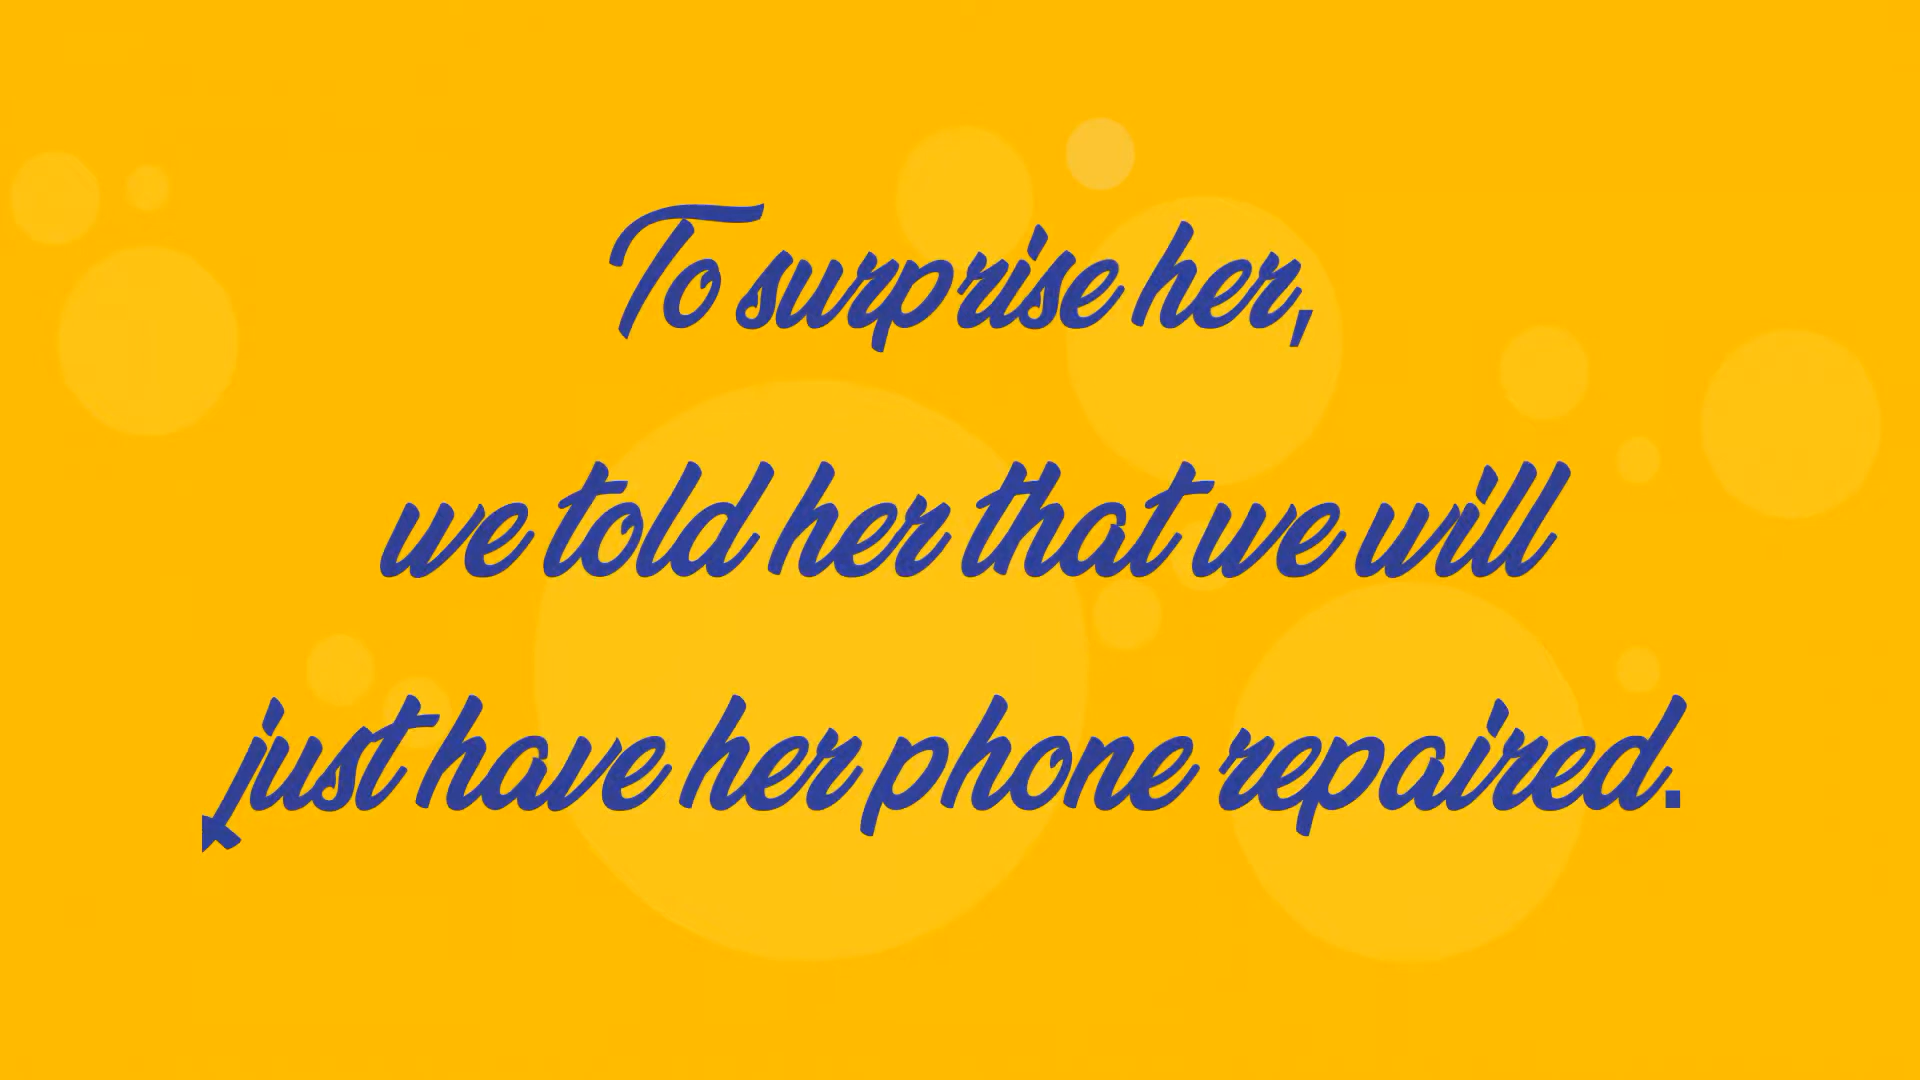 To surprise her,
we told her that we will
just have her phone repaired.